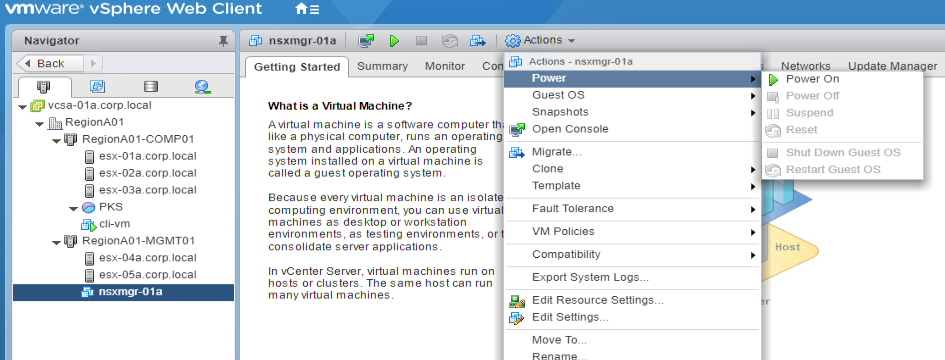 vmware® vSphere Web Client
Navigator
Back
vcsa-01a.corp.local
RegionA01
RegionA01-COMP01
esx-01a.corp.local
esx-02a.corp.local
esx-03a.corp.local
PKS
cli-vm
RegionA01-MGMT01
esx-04a.corp.local
esx-05a.corp.local
nsxmgr-01a
nsxmgr-01a Actions
Getting Started Summary Monitor Networks Update Manager
What is a Virtual Machine?
A virtual machine is a software computer
like a physical computer, runs an operating
system and applications. An operating
system installed on a virtual machine is
called a guest operating system.
Because every virtual machine is an
computing environment, you can use
machines as desktop or workstation
environments, as testing environments, or
consolidate server applications.
In vCenter Server, virtual machines run on
hosts or clusters. The same host can run
many virtual machines.
Actions - nsxmgr-01a
Power
Guest OS
Snapshots
Open Console
Migrate...
Clone
Template
Fault Tolerance
VM Policies
Compatibility
Export System Logs...
Edit Resource Settings...
Edit Settings...
Move To...
Rename...
Power On
Power Off
Suspend
Reset
Shut Down Guest OS
Restart Guest OS
Host